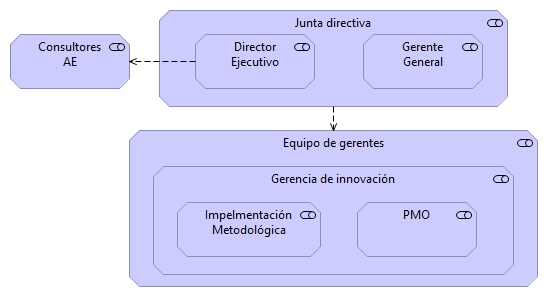 Junta directiva
Consultores
AE
Director
Ejecutivo
Gerente
General
Equipo de gerentes
Gerencia de innovación
Impelmentación
Metodológica
PMO